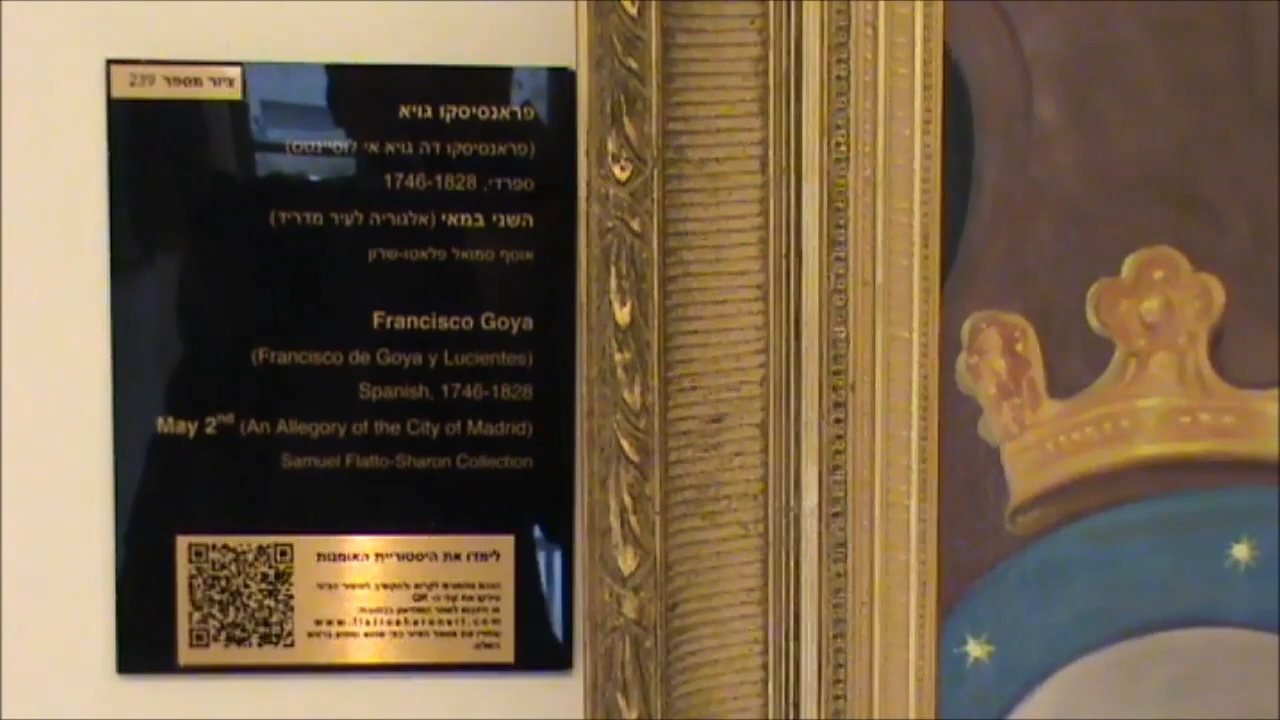 ציור מספר 239
פראנסיסקו גויא
(פראנסיסקו דה גויא אי לוסיינטס)
ספרדי, 1746-1828
השני במאי (אלגוריה לעיר מדריד)
אוסף סמואל פלאטו-שרון
Francisco Goya
(Francisco de Goya y Lucientes)
Spanish, 1746-1828
May 2nd (An Allegory of the City of Madrid)
Samuel Flatto-Sharon Collection
לימדו את היסטוריית האומנות